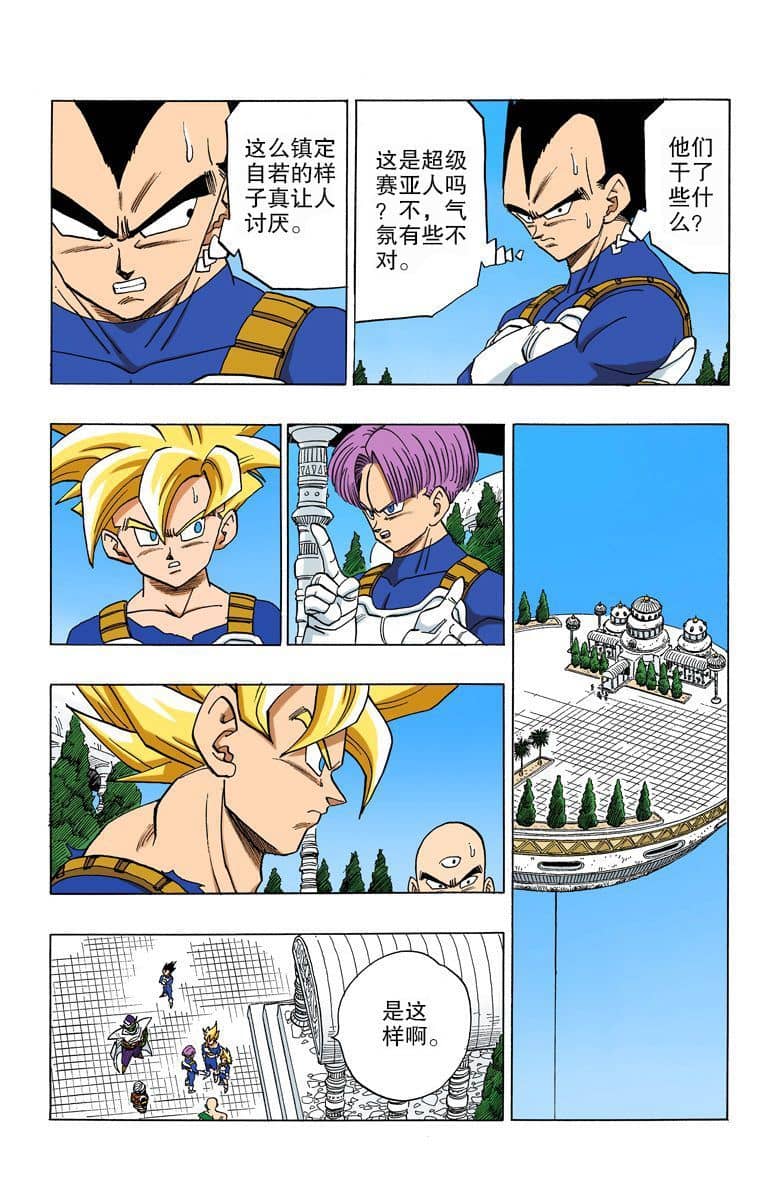 他们
干了
些什
么？
这是超级
赛亚人吗
？不，气
氛有些不
对。
这么镇定
自若的样
子真让人
讨厌。
是这
样啊。